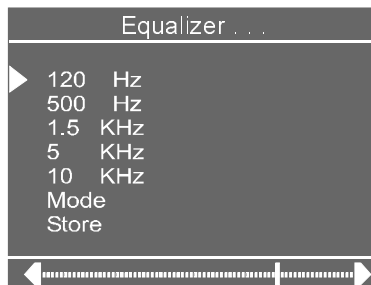 Equalizer . . .
120 Hz
500 Hz
1.5 KHz
5 KHz
10 KHz
Mode
Store